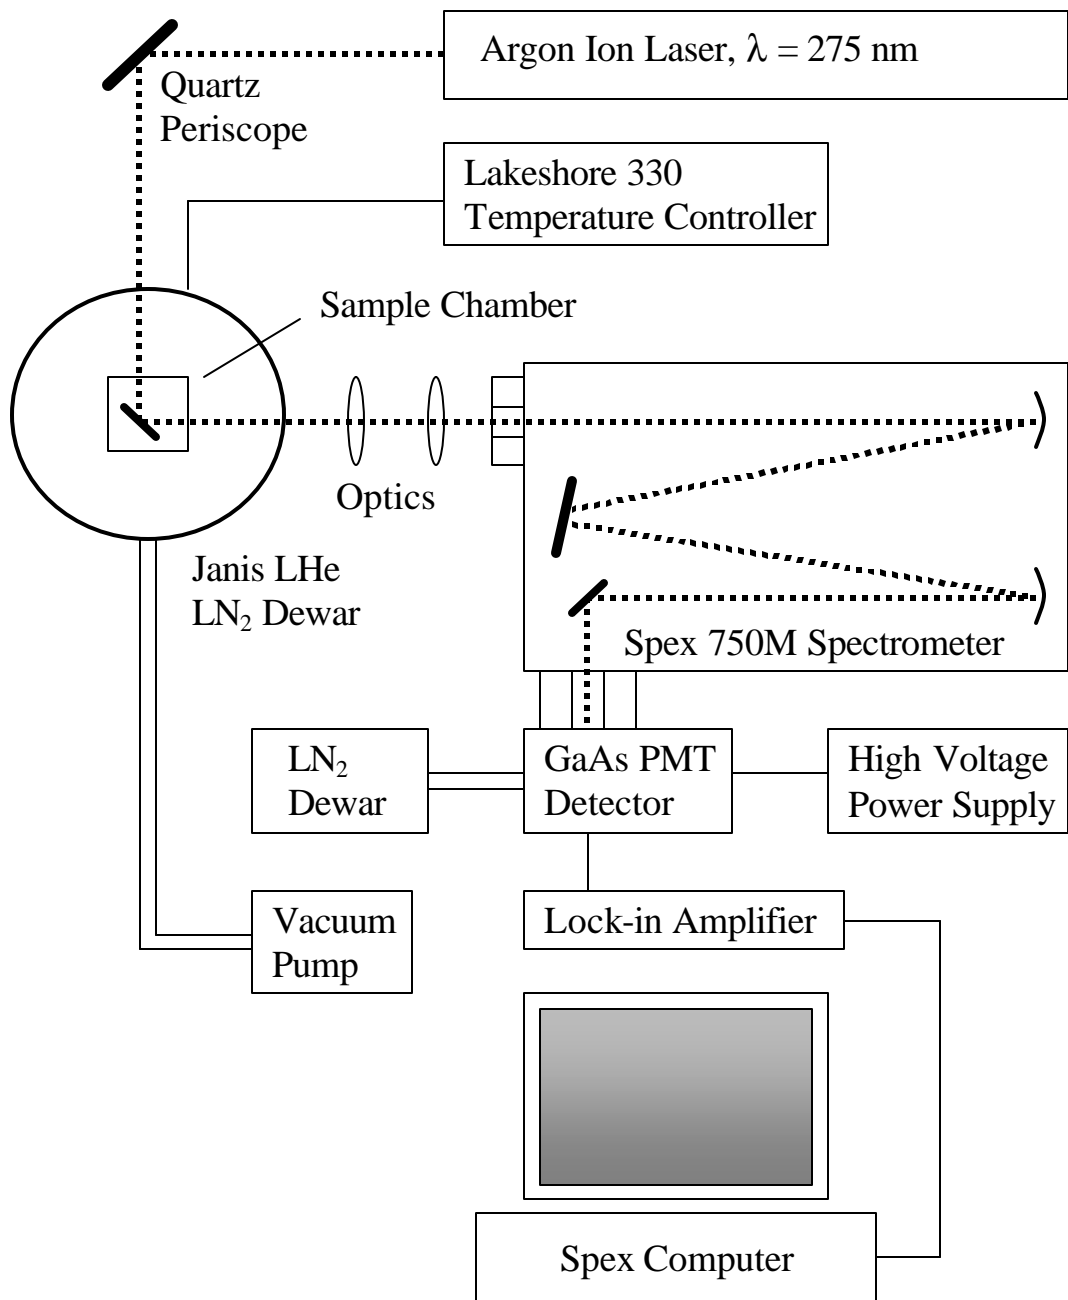 Argon Ion Laser, λ = 275 nm
Quartz
Periscope
Lakeshore 330
Temperature Controller
Sample Chamber
Optics
Janis LHe
LN₂ Dewar
Spex 750M Spectrometer
LN₂
Dewar
GaAs PMT
Detector
High Voltage
Power Supply
Vacuum
Pump
Lock-in Amplifier
Spex Computer